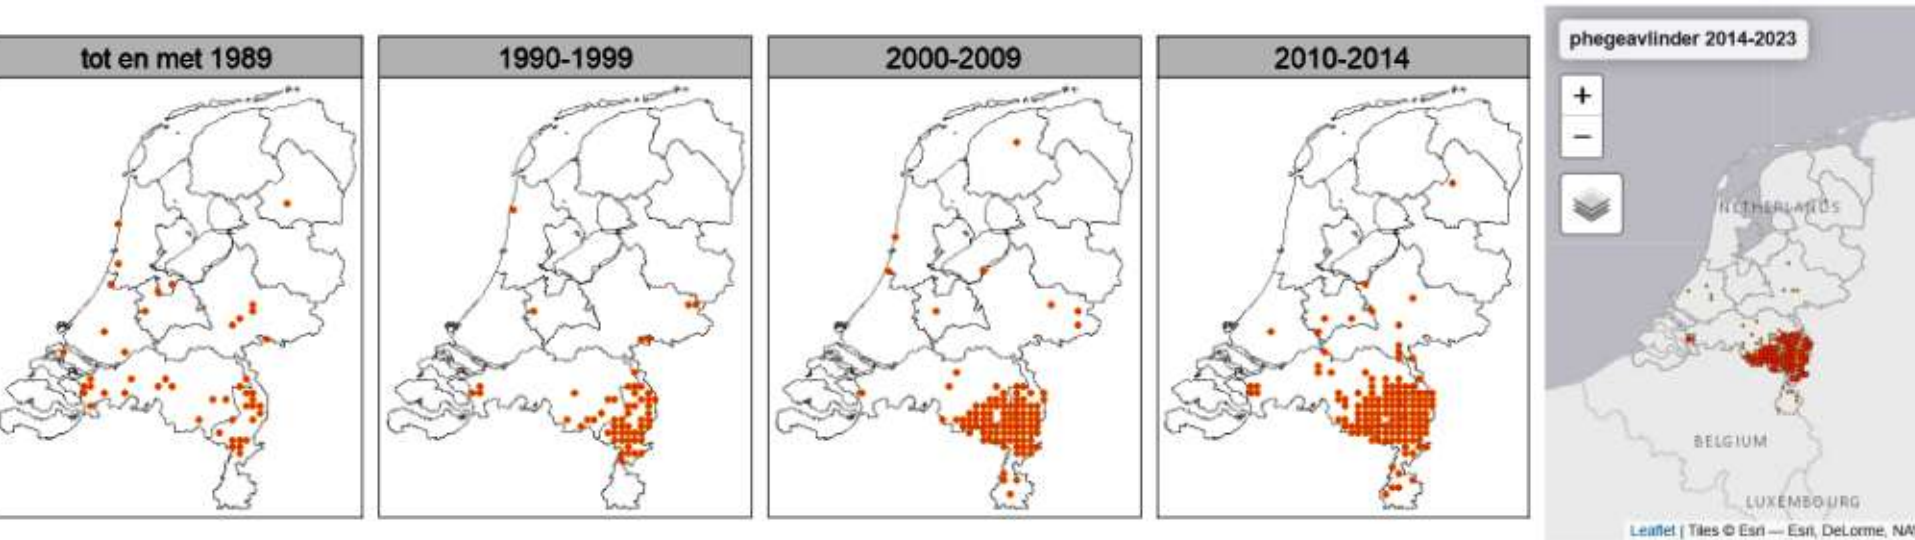 tot en met 1989
1990-1999
2000-2009
2010-2014
phegeavlinder 2014-2023
+
−
NETHERLANDS
BELGIUM
LUXEMBOURG
Leaflet | Tiles © Esri — Esri, DeLorme, NAV